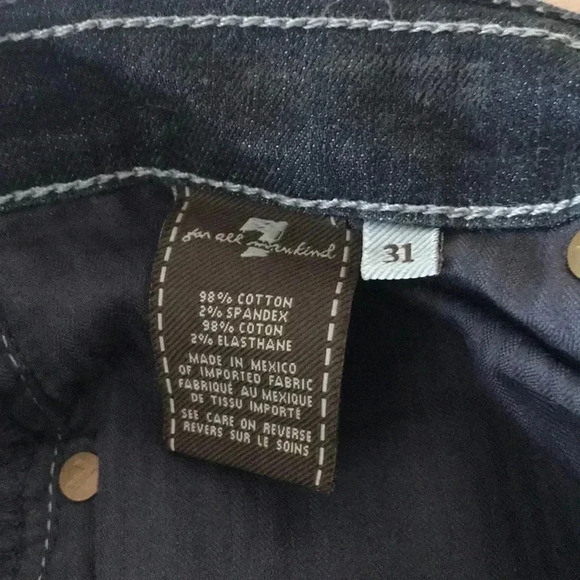 7 for all mankind
31
98% COTTON
2% SPANDEX
98% COTON
2% ELASTHANE
MADE IN MEXICO
OF IMPORTED FABRIC
FABRIQUÉ AU MEXIQUE
DE TISSU IMPORTÉ
SEE CARE ON REVERSE
REVERS SUR LE SOINS